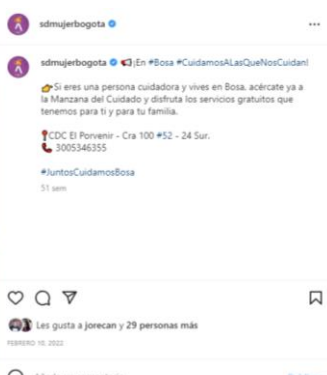 sdmujerbogota
sdmujerbogota 📢¡En #Bosa #CuidamosALasQueNosCuidan!
👉Si eres una persona cuidadora y vives en Bosa, acércate ya a
la Manzana del Cuidado y disfruta los servicios gratuitos que
tenemos para ti y para tu familia.
📍CDC El Porvenir - Cra 100 #52 - 24 Sur.
📞 3005346355
#JuntosCuidamosBosa
51 sem
Les gusta a jorecan y 29 personas más
FEBRERO 10, 2022